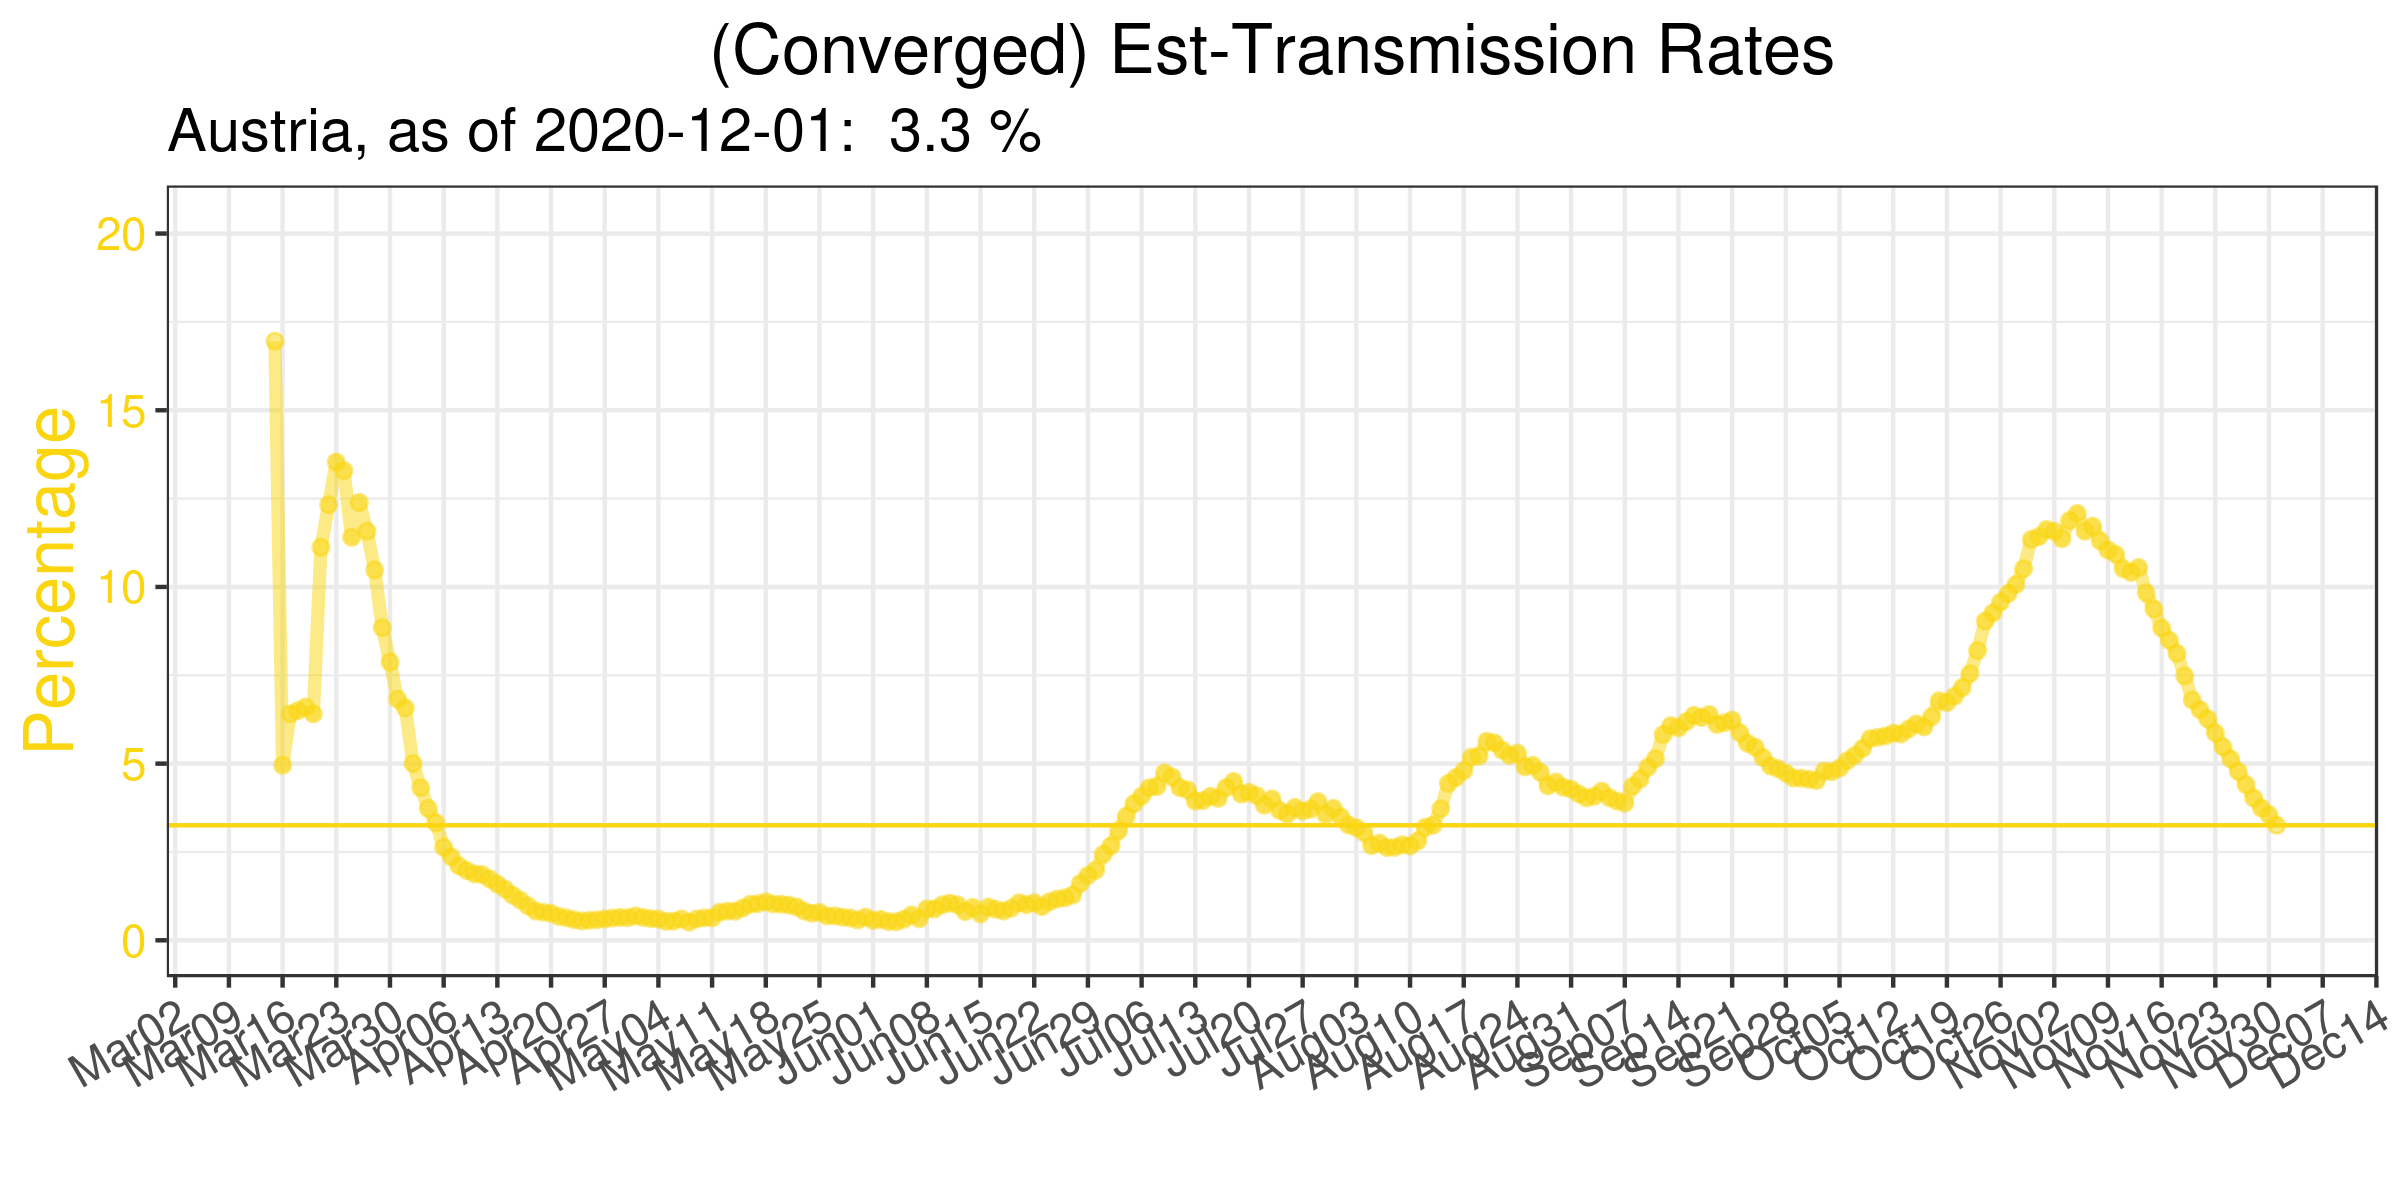 (Converged) Est-Transmission Rates
Austria, as of 2020-12-01: 3.3 %
Percentage
20
15
10
5
0
Mar02
Mar09
Mar16
Mar23
Mar30
Apr06
Apr13
Apr20
Apr27
May04
May11
May18
May25
Jun01
Jun08
Jun15
Jun22
Jun29
Jul06
Jul13
Jul20
Jul27
Aug03
Aug10
Aug17
Aug24
Aug31
Sep07
Sep14
Sep21
Sep28
Oct05
Oct12
Oct19
Oct26
Nov02
Nov09
Nov16
Nov23
Nov30
Dec07
Dec14